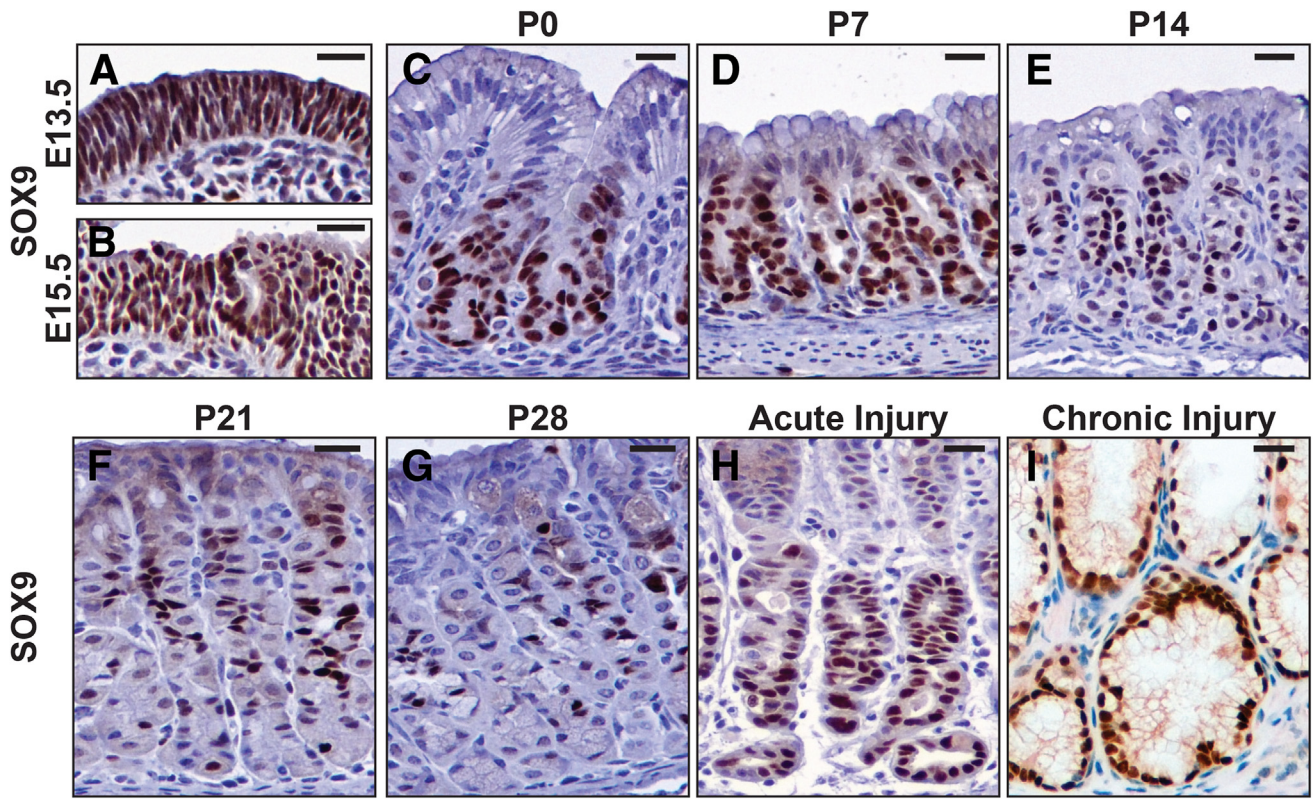 P0
P7
P14
SOX9
E13.5
E15.5
A
B
C
D
E
P21
P28
Acute Injury
Chronic Injury
SOX9
F
G
H
I